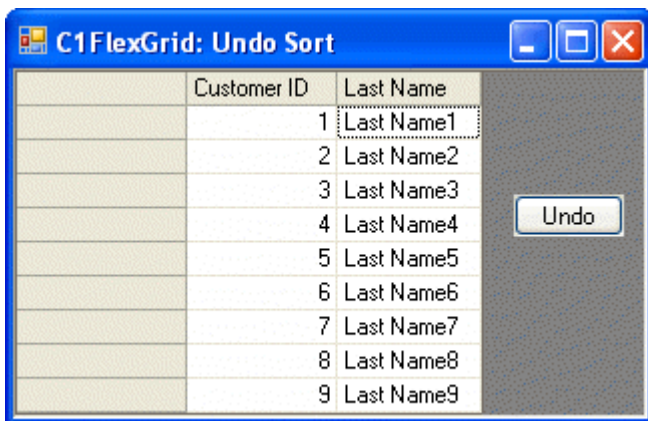 C1FlexGrid: Undo Sort
Customer ID Last Name
1 Last Name1
2 Last Name2
3 Last Name3
4 Last Name4
Undo
5 Last Name5
6 Last Name6
7 Last Name7
8 Last Name8
9 Last Name9